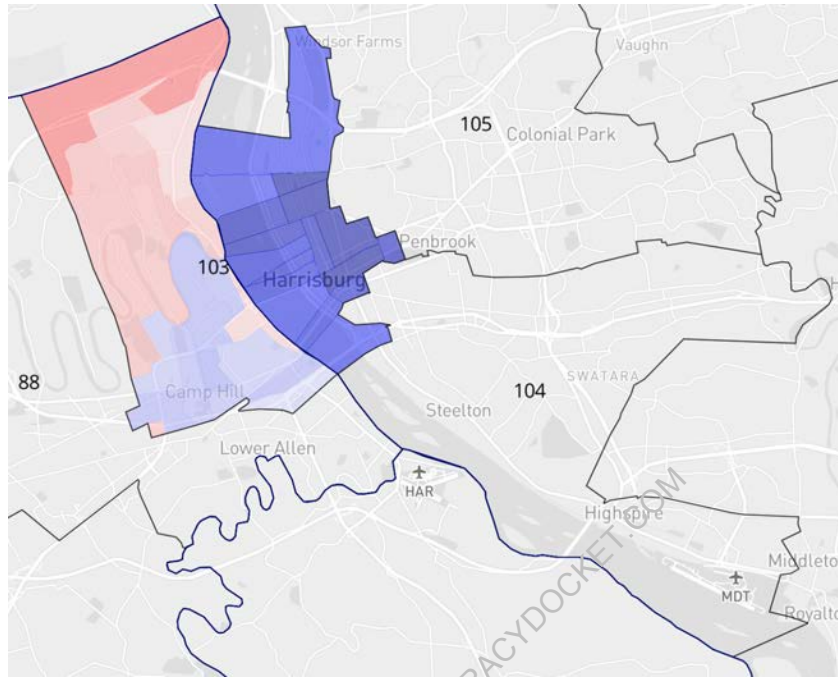 Windsor Farms
Vaughn
105
Colonial Park
Penbrook
103
Harrisburg
88
Camp Hill
104
SWATARA
Steelton
Lower Allen
HAR
Highspire
Middleto
MDT
Royalto
RACYDOCKET.COM
H